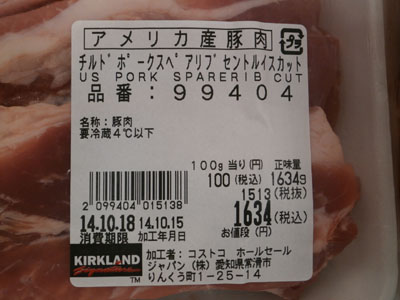 アメリカ産豚肉
プラ
チルドポークスペアリブセントルイスカット
US PORK SPARERIB CUT
品番:99404
名称:豚肉
要冷蔵4℃以下
100g当り(円) 正味量
100(税込) 1634g
1513(税抜)
1634(税込)
お値段(円)
2 099404 015138
14.10.18 14.10.15
消費期限 加工年月日
KIRKLAND
Signature
TM
加工者:コストコ ホールセール
ジャパン(株)愛知県常滑市
りんくう町1-25-14